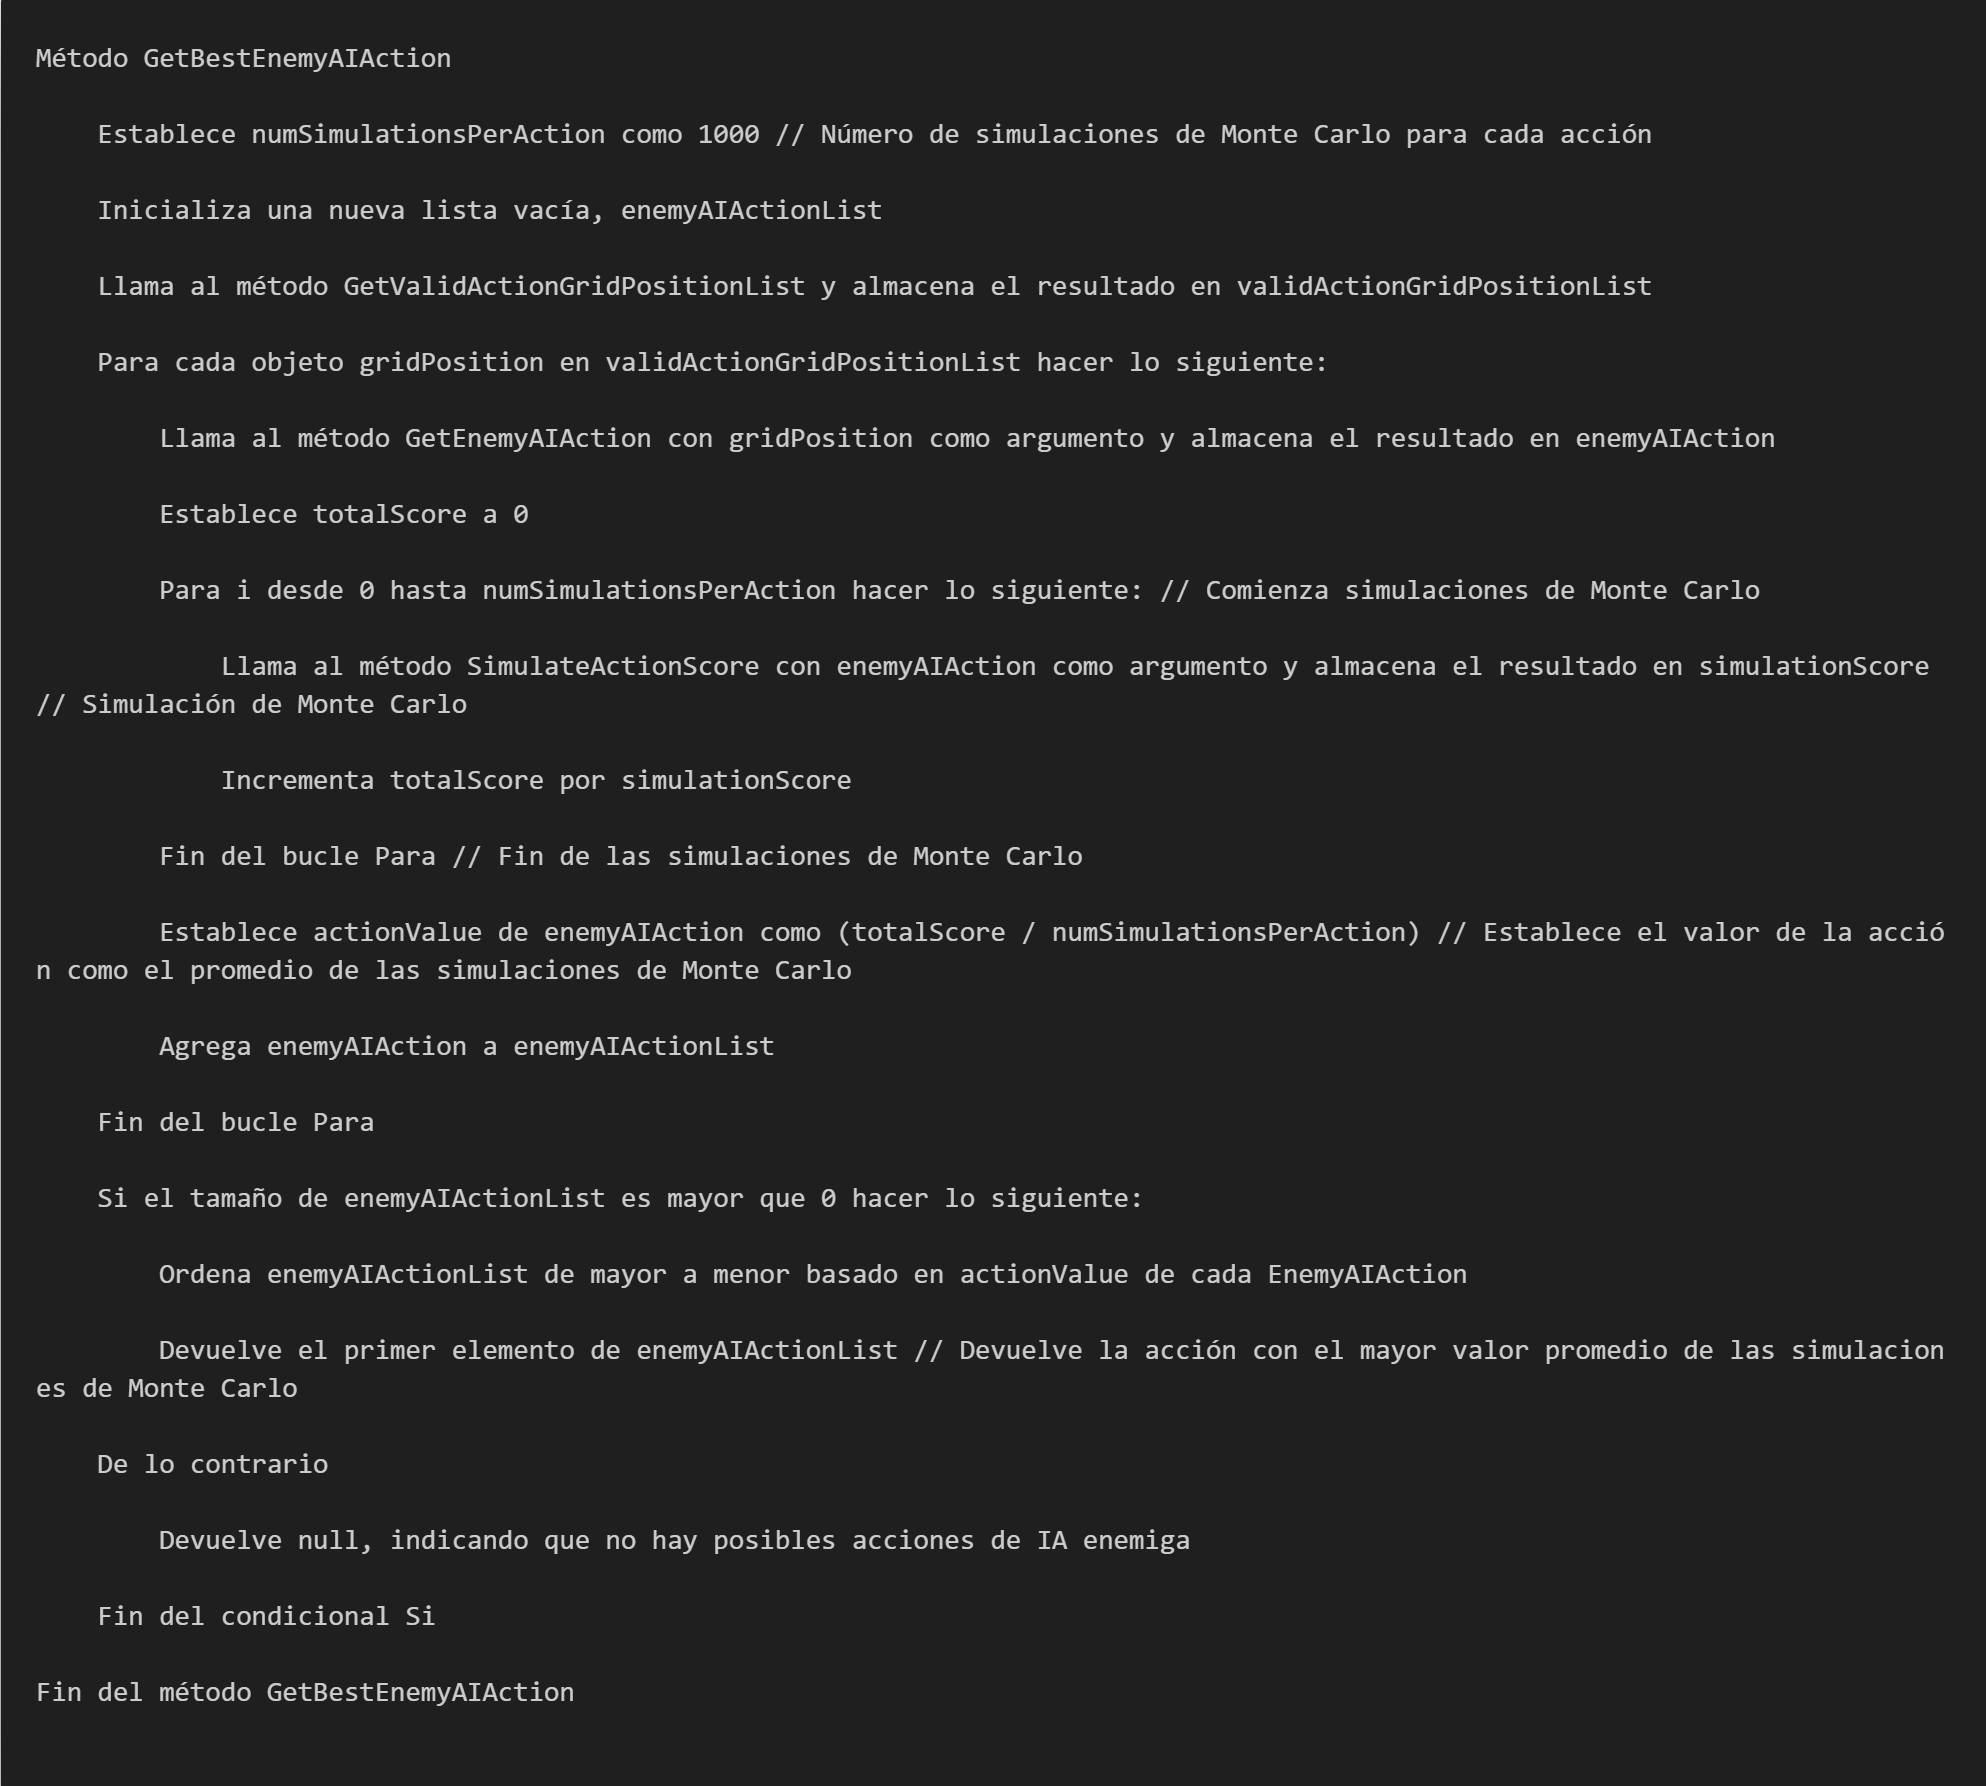 Método GetBestEnemyAIAction
Establece numSimulationsPerAction como 1000 // Número de simulaciones de Monte Carlo para cada acción
Inicializa una nueva lista vacía, enemyAIActionList
Llama al método GetValidActionGridPositionList y almacena el resultado en validActionGridPositionList
Para cada objeto gridPosition en validActionGridPositionList hacer lo siguiente:
Llama al método GetEnemyAIAction con gridPosition como argumento y almacena el resultado en enemyAIAction
Establece totalScore a 0
Para i desde 0 hasta numSimulationsPerAction hacer lo siguiente: // Comienza simulaciones de Monte Carlo
Llama al método SimulateActionScore con enemyAIAction como argumento y almacena el resultado en simulationScore
// Simulación de Monte Carlo
Incrementa totalScore por simulationScore
Fin del bucle Para // Fin de las simulaciones de Monte Carlo
Establece actionValue de enemyAIAction como (totalScore / numSimulationsPerAction) // Establece el valor de la acció
n como el promedio de las simulaciones de Monte Carlo
Agrega enemyAIAction a enemyAIActionList
Fin del bucle Para
Si el tamaño de enemyAIActionList es mayor que 0 hacer lo siguiente:
Ordena enemyAIActionList de mayor a menor basado en actionValue de cada EnemyAIAction
Devuelve el primer elemento de enemyAIActionList // Devuelve la acción con el mayor valor promedio de las simulacion
es de Monte Carlo
De lo contrario
Devuelve null, indicando que no hay posibles acciones de IA enemiga
Fin del condicional Si
Fin del método GetBestEnemyAIAction